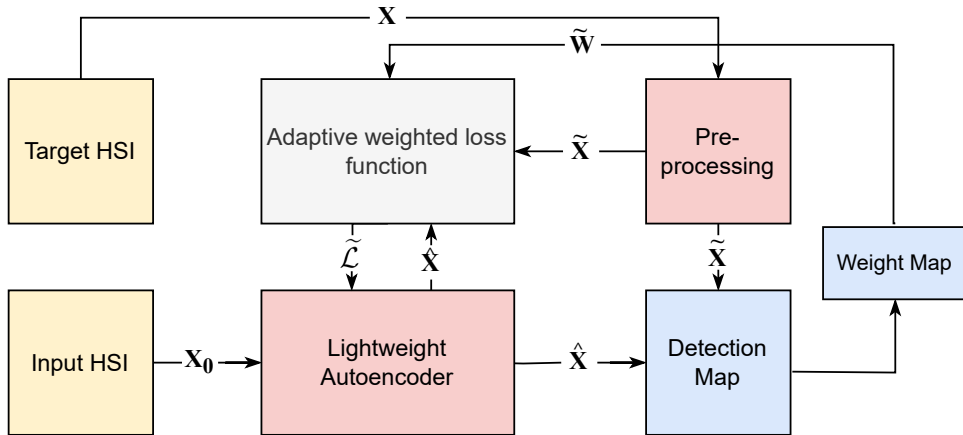 X
W̃
Target HSI
Adaptive weighted loss
function
X̃
Pre-
processing
ℒ̃
X̂
X̃
Weight Map
Input HSI
X₀
Lightweight
Autoencoder
X̂
Detection
Map